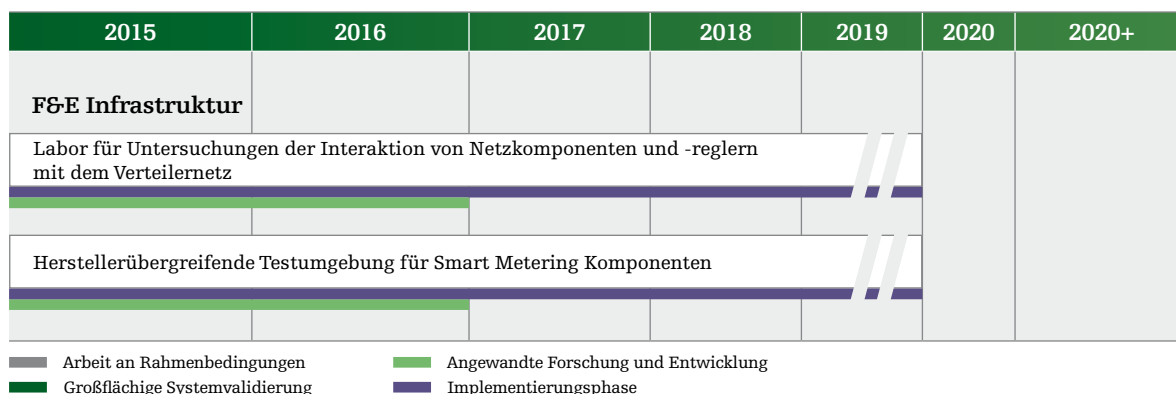 2015 2016 2017 2018 2019 2020 2020+
F&E Infrastruktur
Labor für Untersuchungen der Interaktion von Netzkomponenten und -reglern
mit dem Verteilernetz
Herstellerübergreifende Testumgebung für Smart Metering Komponenten
Arbeit an Rahmenbedingungen Angewandte Forschung und Entwicklung
Großflächige Systemvalidierung Implementierungsphase